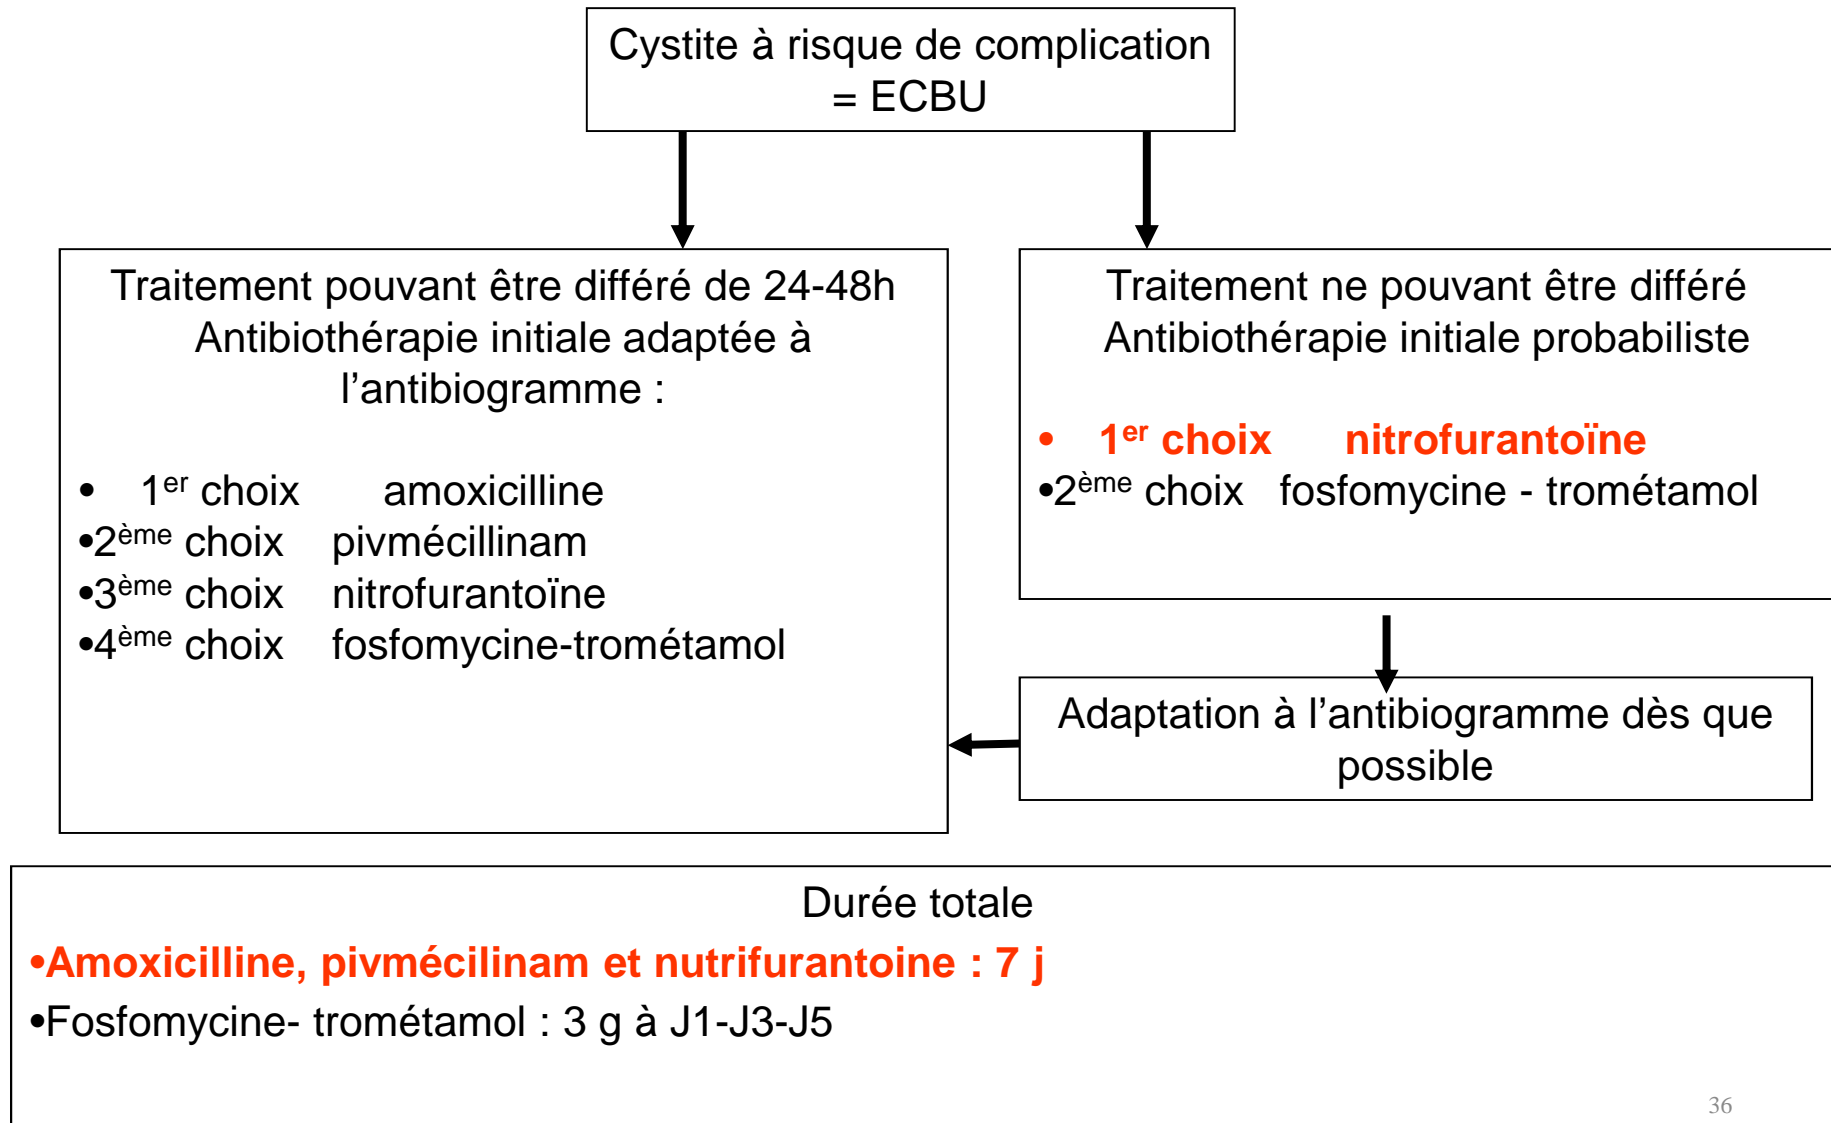 Cystite à risque de complication
= ECBU
Traitement pouvant être différé de 24-48h
Antibiothérapie initiale adaptée à
l’antibiogramme :
• 1er choix amoxicilline
•2ème choix pivmécillinam
•3ème choix nitrofurantoïne
•4ème choix fosfomycine-trométamol
Traitement ne pouvant être différé
Antibiothérapie initiale probabiliste
• 1er choix nitrofurantoïne
•2ème choix fosfomycine - trométamol
Adaptation à l’antibiogramme dès que
possible
Durée totale
•Amoxicilline, pivmécilinam et nutrifurantoine : 7 j
•Fosfomycine- trométamol : 3 g à J1-J3-J5
36